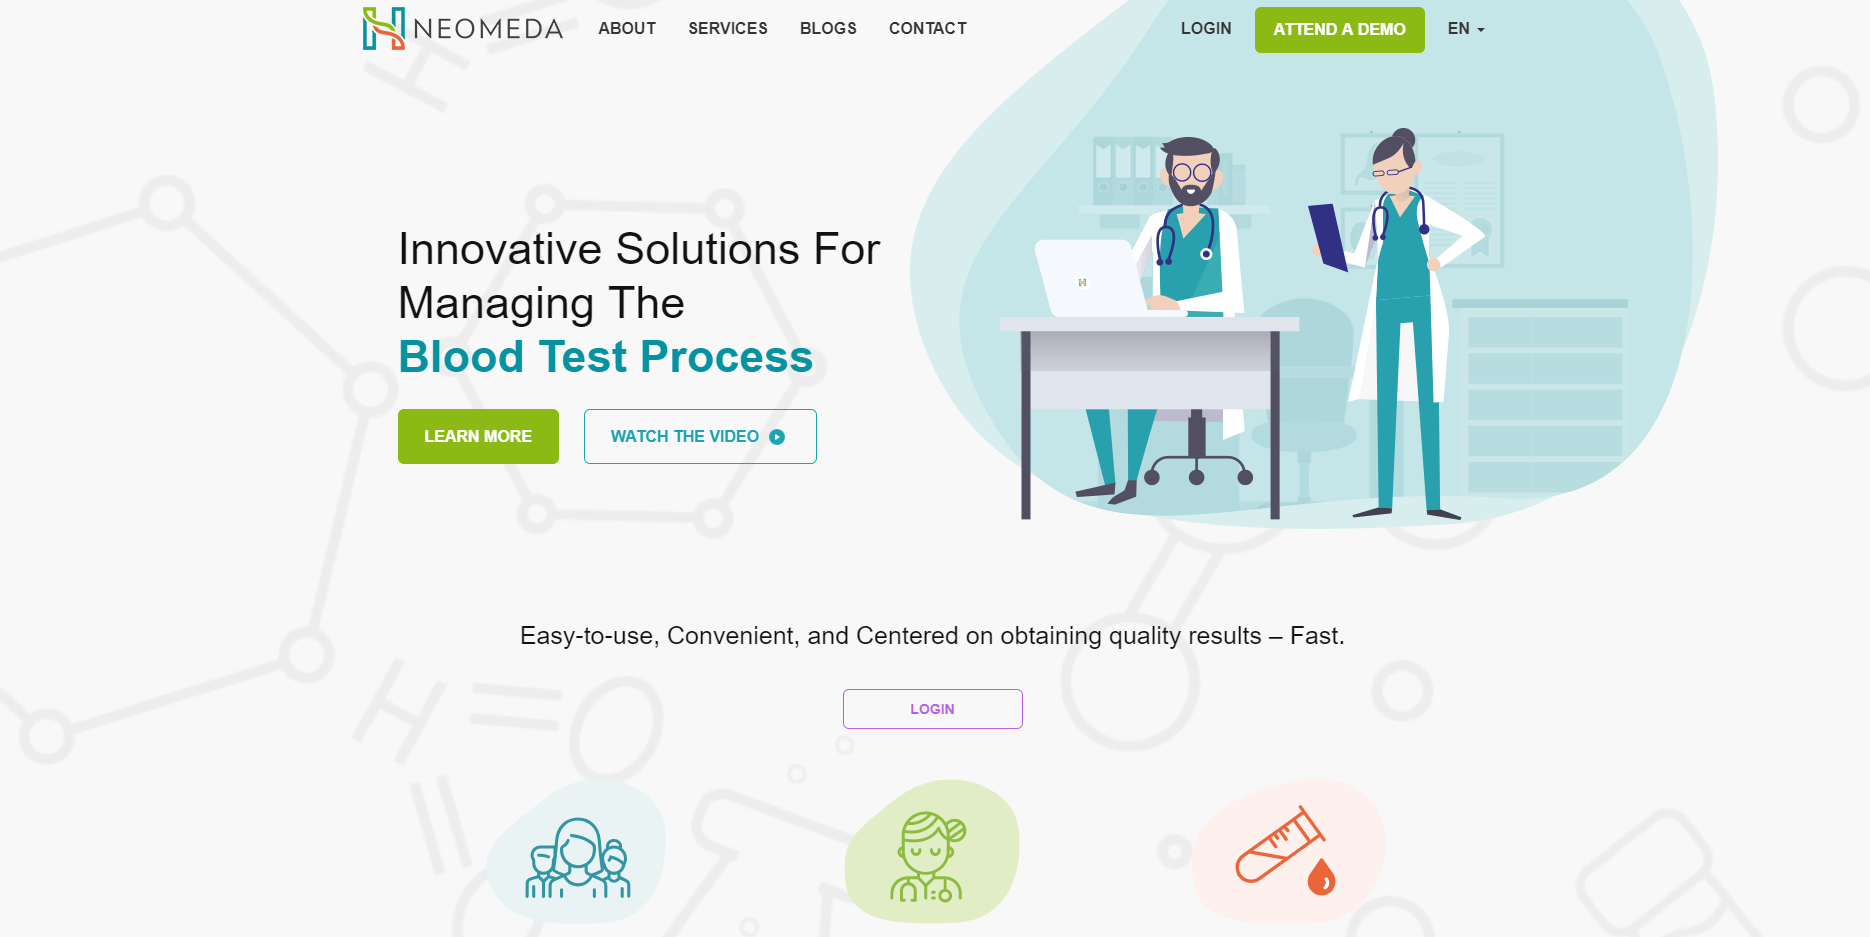 NEOMEDA
ABOUT
SERVICES
BLOGS
CONTACT
LOGIN
ATTEND A DEMO
EN
Innovative Solutions For
Managing The
Blood Test Process
LEARN MORE
WATCH THE VIDEO
Easy-to-use, Convenient, and Centered on obtaining quality results – Fast.
LOGIN
H
H=O